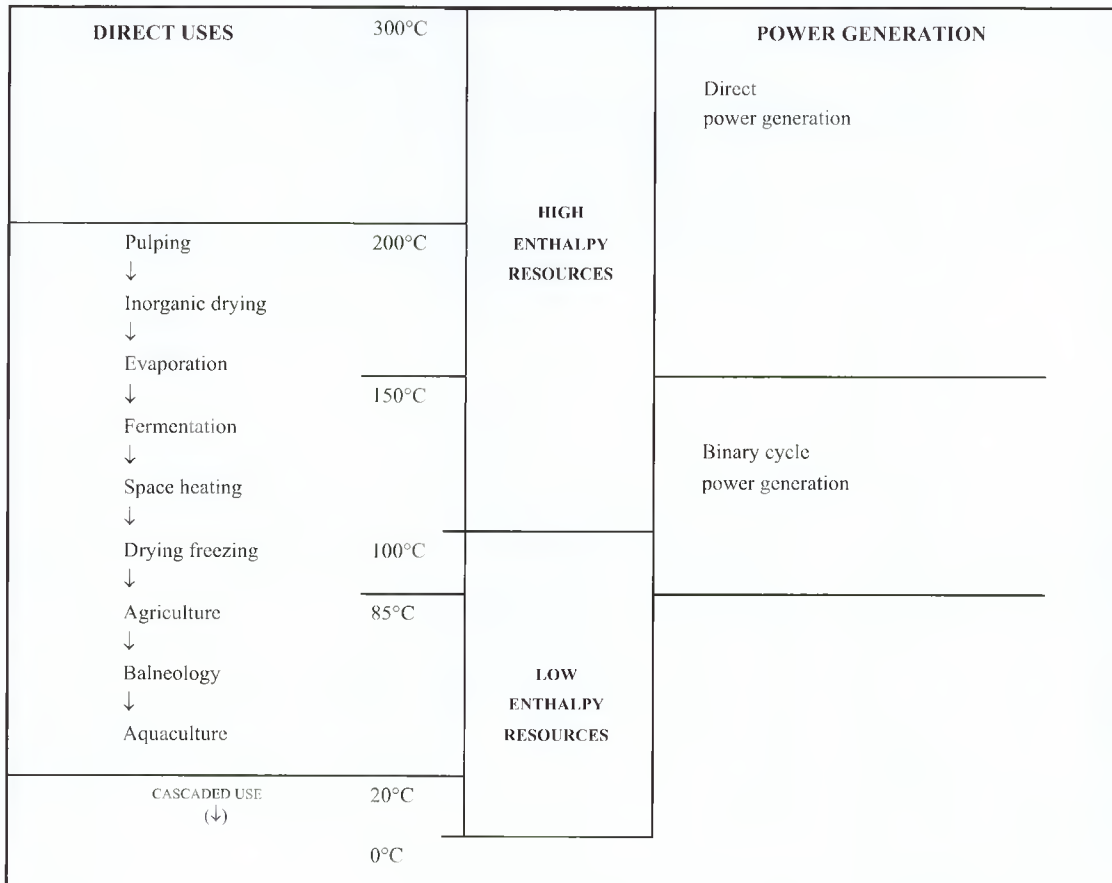 DIRECT USES
300°C
POWER GENERATION
Direct
power generation
HIGH
ENTHALPY
RESOURCES
Pulping
200°C
↓
Inorganic drying
↓
Evaporation
↓
150°C
Fermentation
↓
Space heating
↓
Binary cycle
power generation
Drying freezing
100°C
↓
Agriculture
85°C
↓
Balneology
↓
Aquaculture
LOW
ENTHALPY
RESOURCES
CASCADED USE
(↓)
20°C
0°C